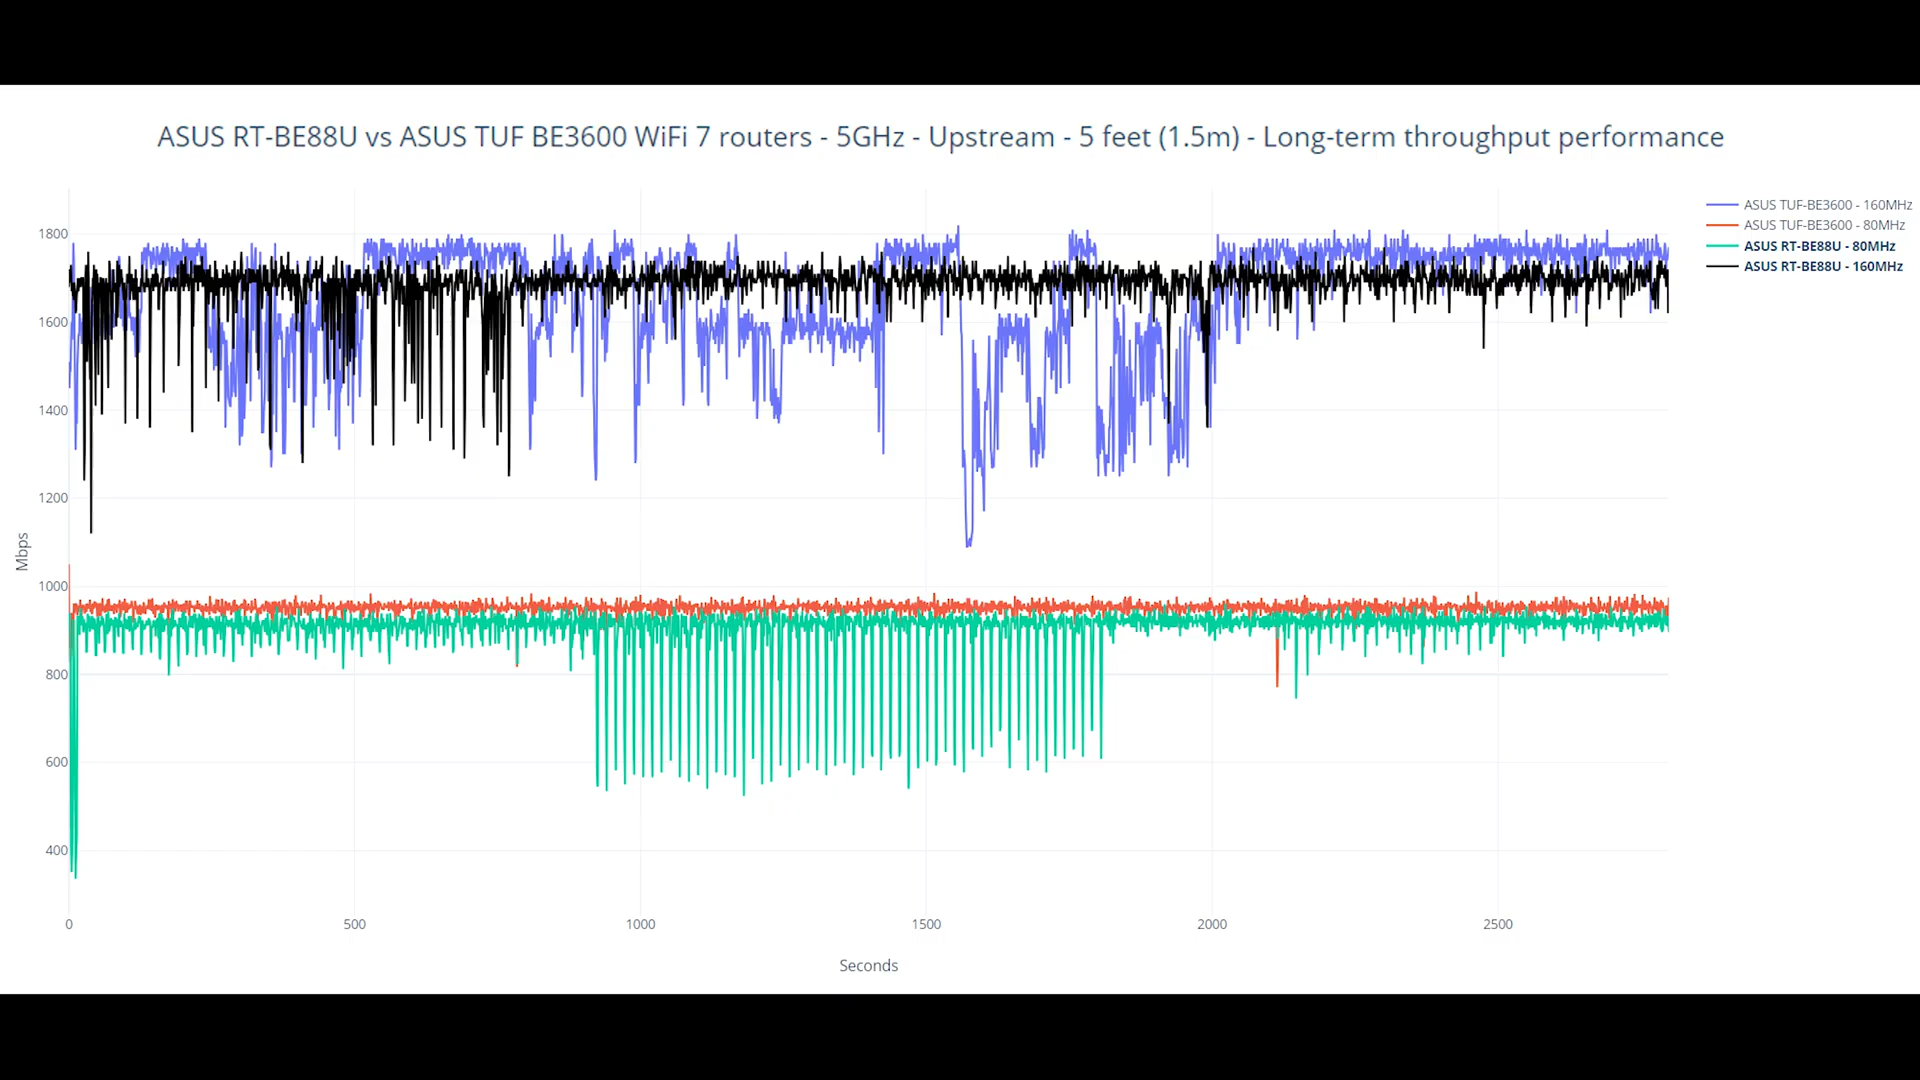 ASUS RT-BE88U vs ASUS TUF BE3600 WiFi 7 routers - 5GHz - Upstream - 5 feet (1.5m) - Long-term throughput performance
ASUS TUF-BE3600 - 160MHz
ASUS TUF-BE3600 - 80MHz
ASUS RT-BE88U - 80MHz
ASUS RT-BE88U - 160MHz
1800
1600
1400
1200
1000
800
600
400
Mbps
0 500 1000 1500 2000 2500
Seconds